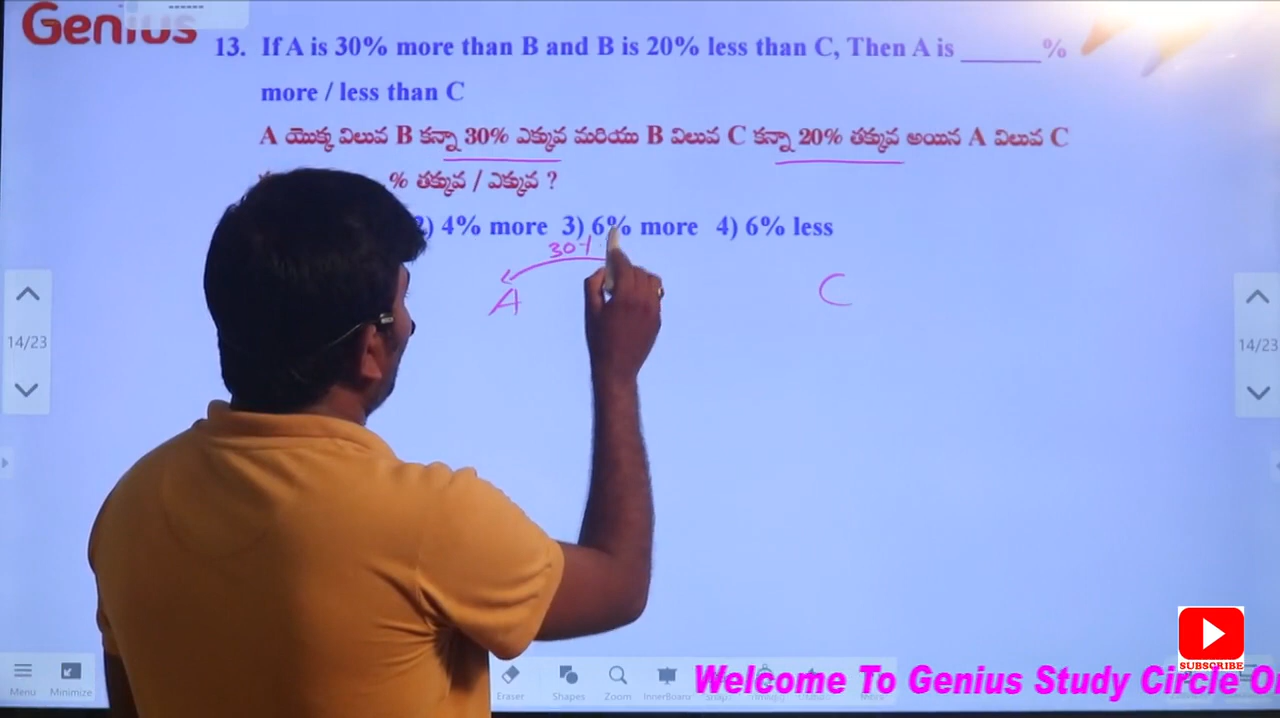 Genius
13. If A is 30% more than B and B is 20% less than C, Then A is ______%
more / less than C
A యొక్క విలువ B కన్నా 30% ఎక్కువ మరియు B విలువ C కన్నా 20% తక్కువ అయిన A విలువ C
% తక్కువ / ఎక్కువ ?
2) 4% more 3) 6% more 4) 6% less
30%
A C
14/23
14/23
SUBSCRIBE
Menu Minimize Eraser Shapes Zoom
Welcome To Genius Study Circle